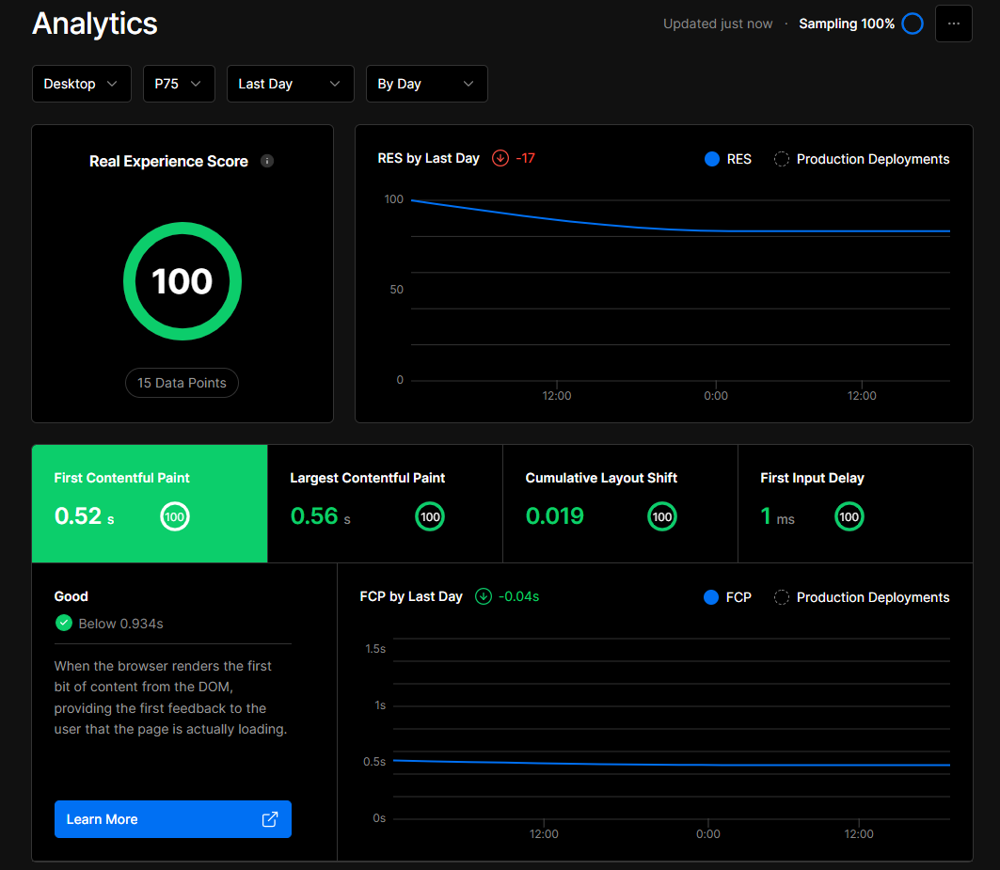 Analytics
Updated just now · Sampling 100%
Desktop P75 Last Day By Day
Real Experience Score
100
15 Data Points
RES by Last Day -17 RES Production Deployments
100
50
0
12:00 0:00 12:00
First Contentful Paint
0.52 s 100
Largest Contentful Paint
0.56 s 100
Cumulative Layout Shift
0.019 100
First Input Delay
1 ms 100
Good
Below 0.934s
When the browser renders the first
bit of content from the DOM,
providing the first feedback to the
user that the page is actually loading.
Learn More
FCP by Last Day -0.04s FCP Production Deployments
1.5s
1s
0.5s
0s
12:00 0:00 12:00